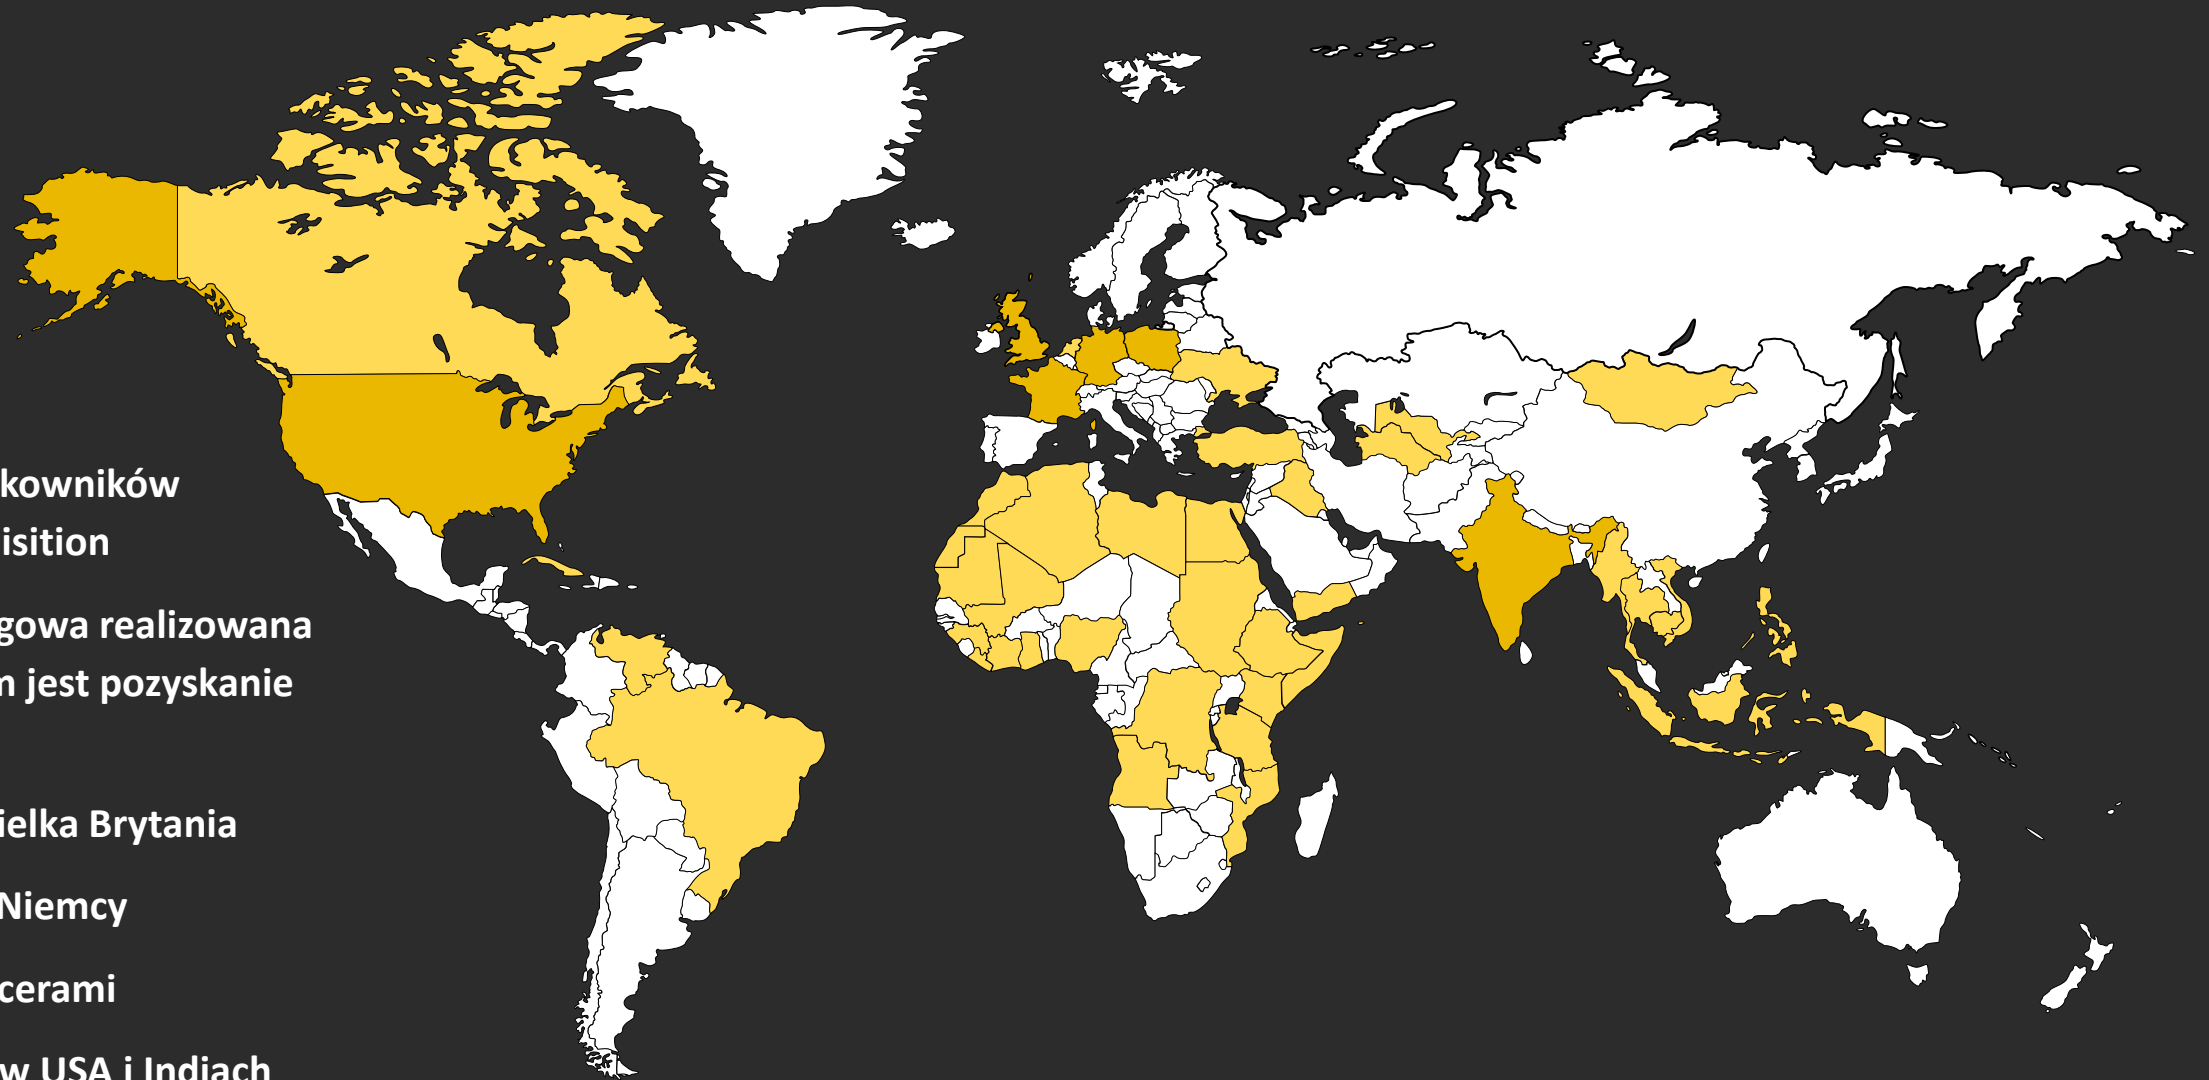 kowników
isition
gowa realizowana
m jest pozyskanie
ielka Brytania
Niemcy
cerami
w USA i Indiach